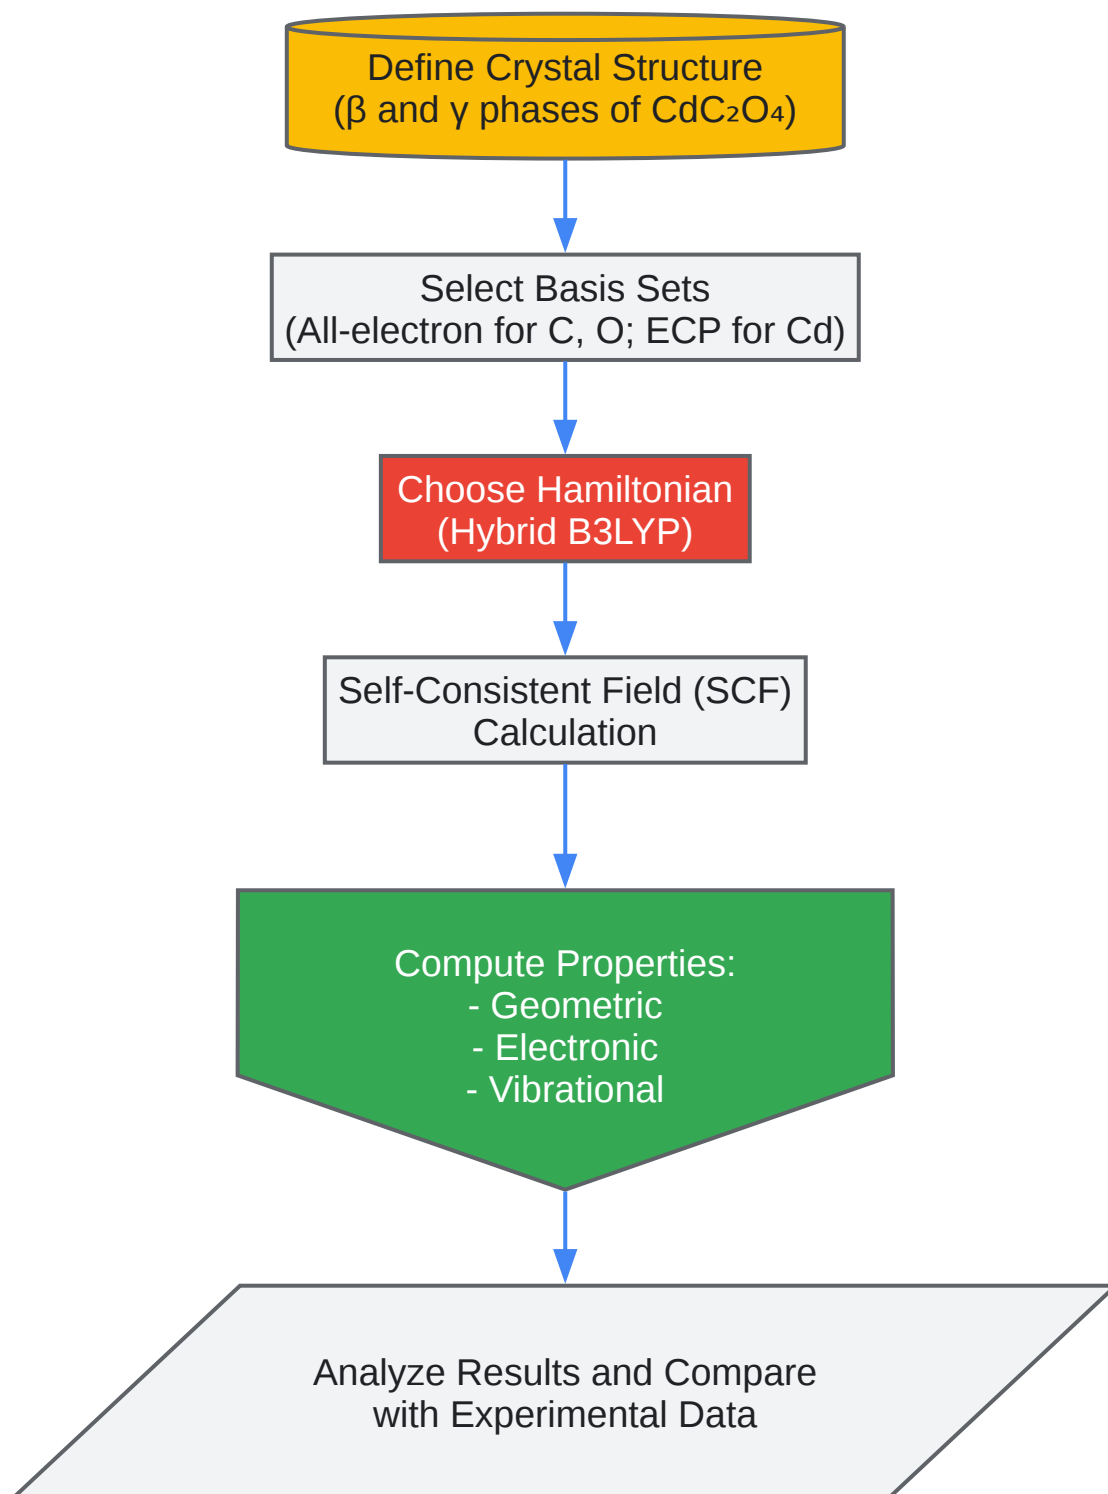 Define Crystal Structure
(β and γ phases of CdC₂O₄)
Select Basis Sets
(All-electron for C, O; ECP for Cd)
Choose Hamiltonian
(Hybrid B3LYP)
Self-Consistent Field (SCF)
Calculation
Compute Properties:
- Geometric
- Electronic
- Vibrational
Analyze Results and Compare
with Experimental Data